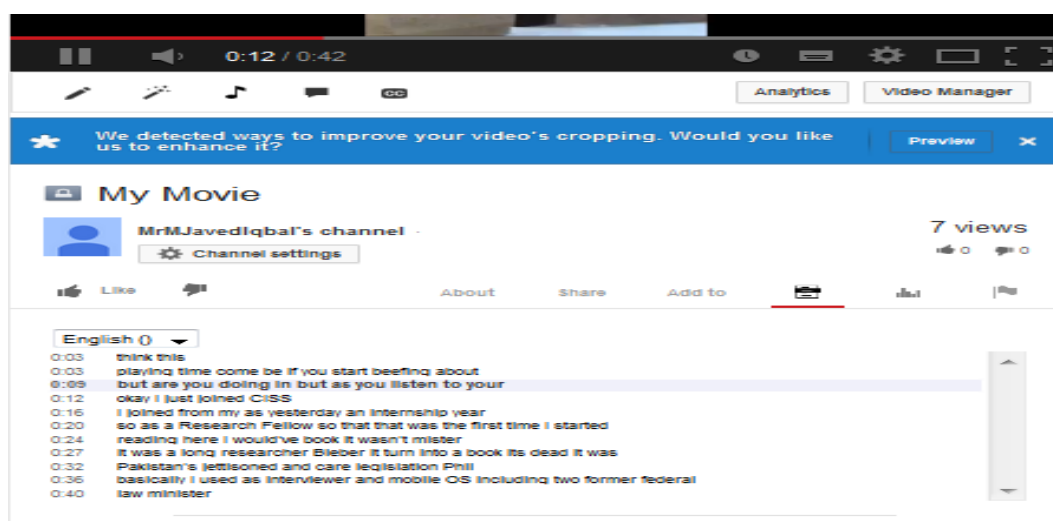 0:12 / 0:42
CC
Analytics
Video Manager
We detected ways to improve your video's cropping. Would you like
us to enhance it?
Preview
My Movie
MrMJavedIqbal's channel
7 views
Channel settings
0 0
Like
About
Share
Add to
English ()
0:03 think this
0:03 playing time come be if you start beefing about
0:09 but are you doing in but as you listen to your
0:12 okay I just joined CISS
0:16 I joined from my as yesterday an internship year
0:20 so as a Research Fellow so that that was the first time I started
0:24 reading here I would've book it wasn't mister
0:27 It was a long researcher Bieber it turn into a book its dead it was
0:32 Pakistan's jettisoned and care legislation Phil
0:36 basically I used as interviewer and mobile OS including two former federal
0:40 law minister